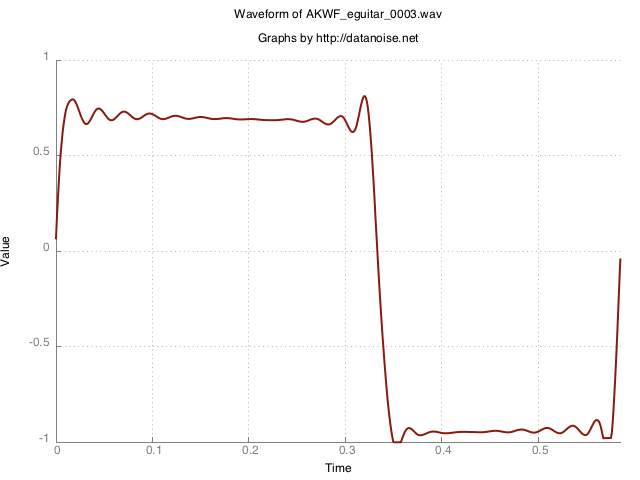 Waveform of AKWF_eguitar_0003.wav
Graphs by http://datanoise.net
1
0.5
0
-0.5
-1
Value
0
0.1
0.2
0.3
0.4
0.5
Time